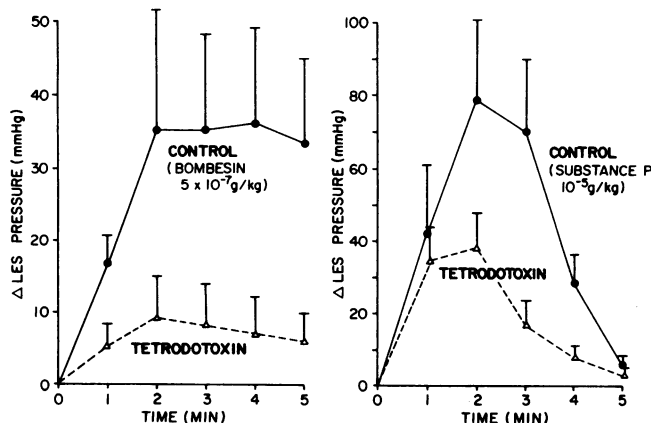 Δ LES PRESSURE (mmHg)
50
40
30
20
10
0
CONTROL
(BOMBESIN
5 x 10⁻⁷g/kg)
TETRODOTOXIN
0 1 2 3 4 5
TIME (MIN)
Δ LES PRESSURE (mmHg)
100
80
60
40
20
0
CONTROL
(SUBSTANCE P
10⁻⁵g/kg)
TETRODOTOXIN
0 1 2 3 4 5
TIME (MIN)